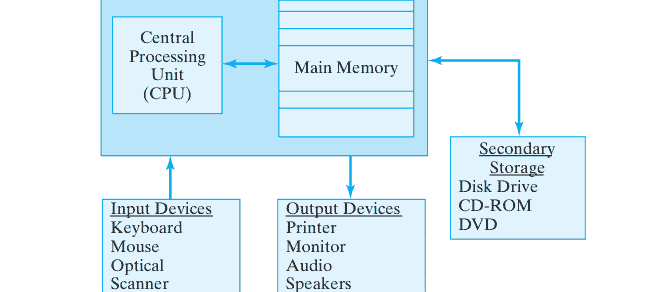 Central
Processing
Unit
(CPU)
Main Memory
Secondary
Storage
Disk Drive
CD-ROM
DVD
Input Devices
Keyboard
Mouse
Optical
Scanner
Output Devices
Printer
Monitor
Audio
Speakers